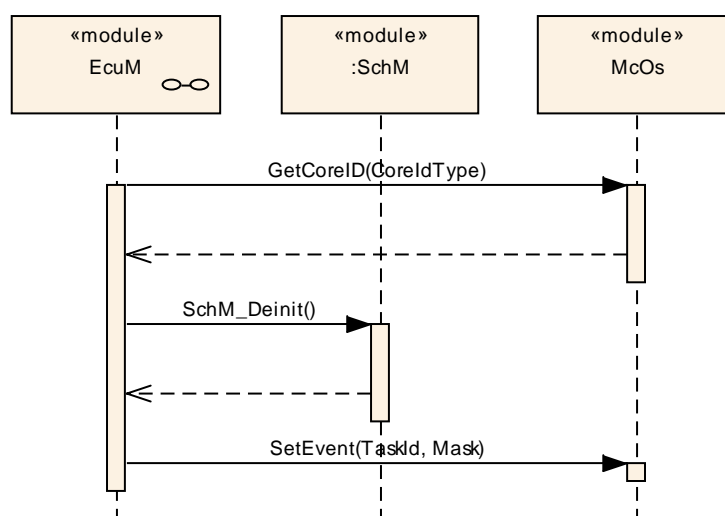 «module»
EcuM
«module»
:SchM
«module»
McOs
GetCoreID(CoreIdType)
SchM_Deinit()
SetEvent(TaskId, Mask)